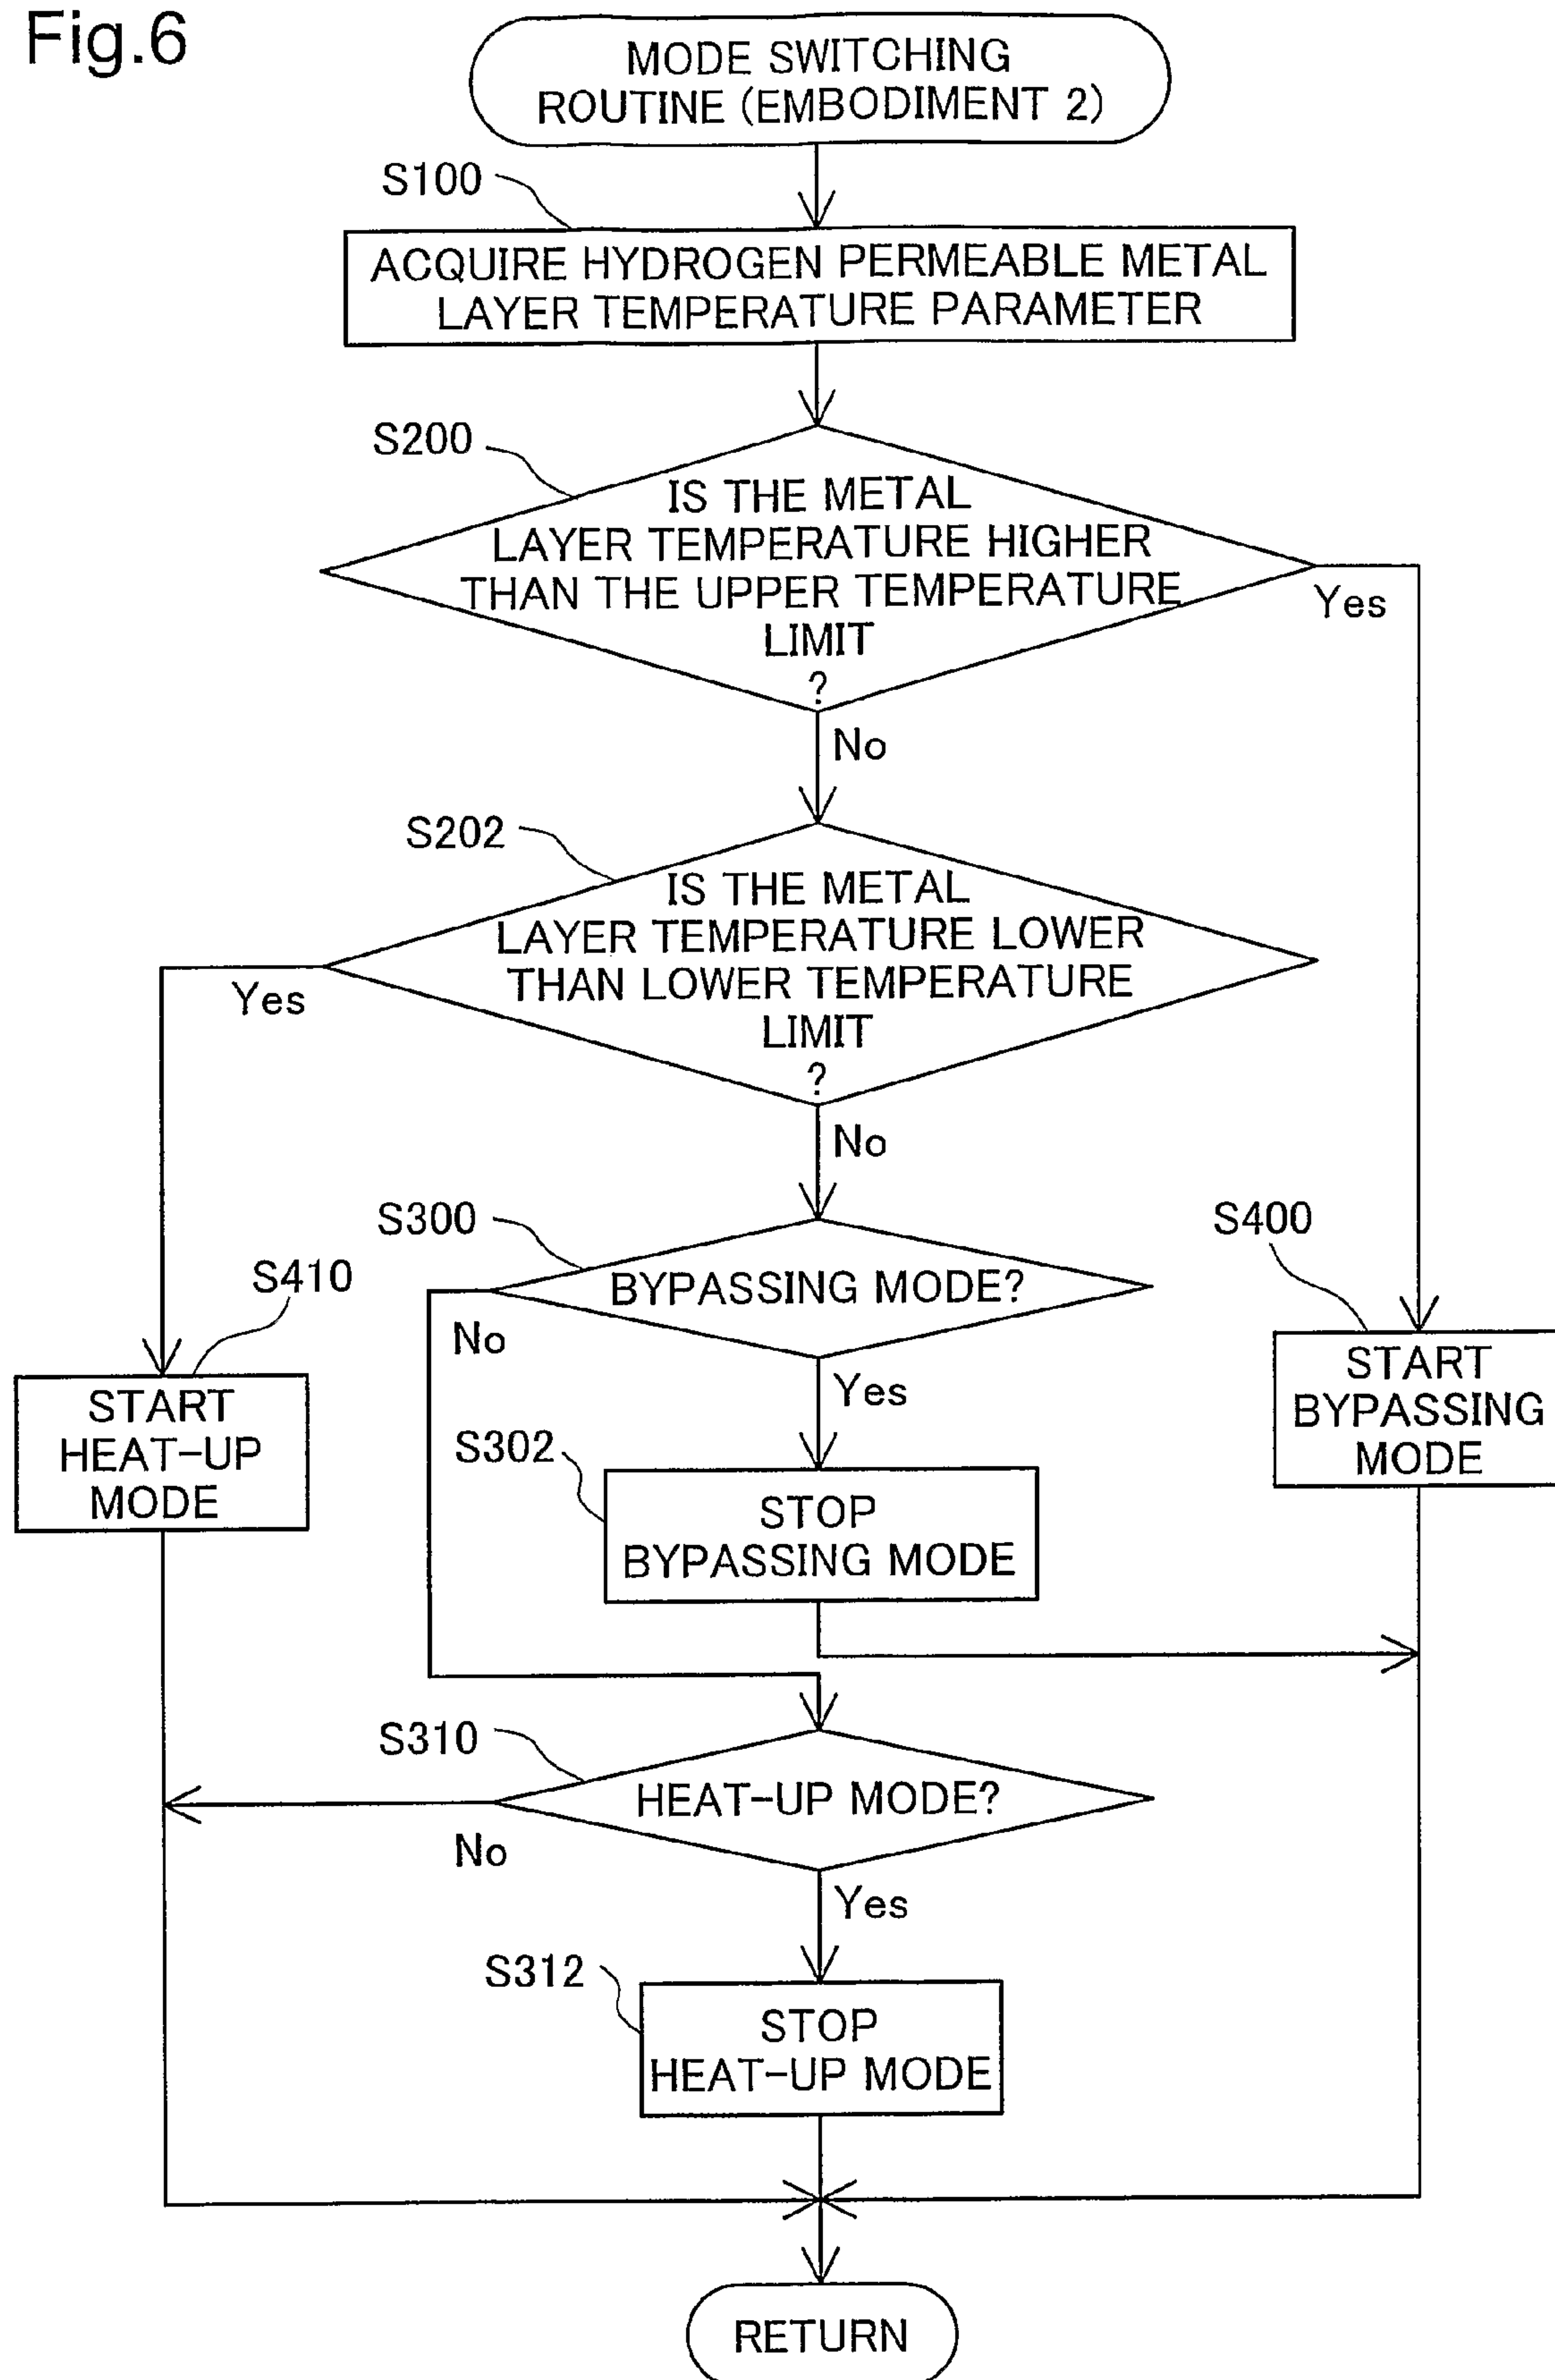 Fig.6
MODE SWITCHING
ROUTINE (EMBODIMENT 2)
S100
ACQUIRE HYDROGEN PERMEABLE METAL
LAYER TEMPERATURE PARAMETER
S200
IS THE METAL
LAYER TEMPERATURE HIGHER
THAN THE UPPER TEMPERATURE
LIMIT
?
Yes
No
S202
IS THE METAL
LAYER TEMPERATURE LOWER
THAN LOWER TEMPERATURE
LIMIT
?
Yes
No
S300
BYPASSING MODE?
No
Yes
S400
START
BYPASSING
MODE
S410
START
HEAT-UP
MODE
S302
STOP
BYPASSING MODE
S310
HEAT-UP MODE?
No
Yes
S312
STOP
HEAT-UP MODE
RETURN